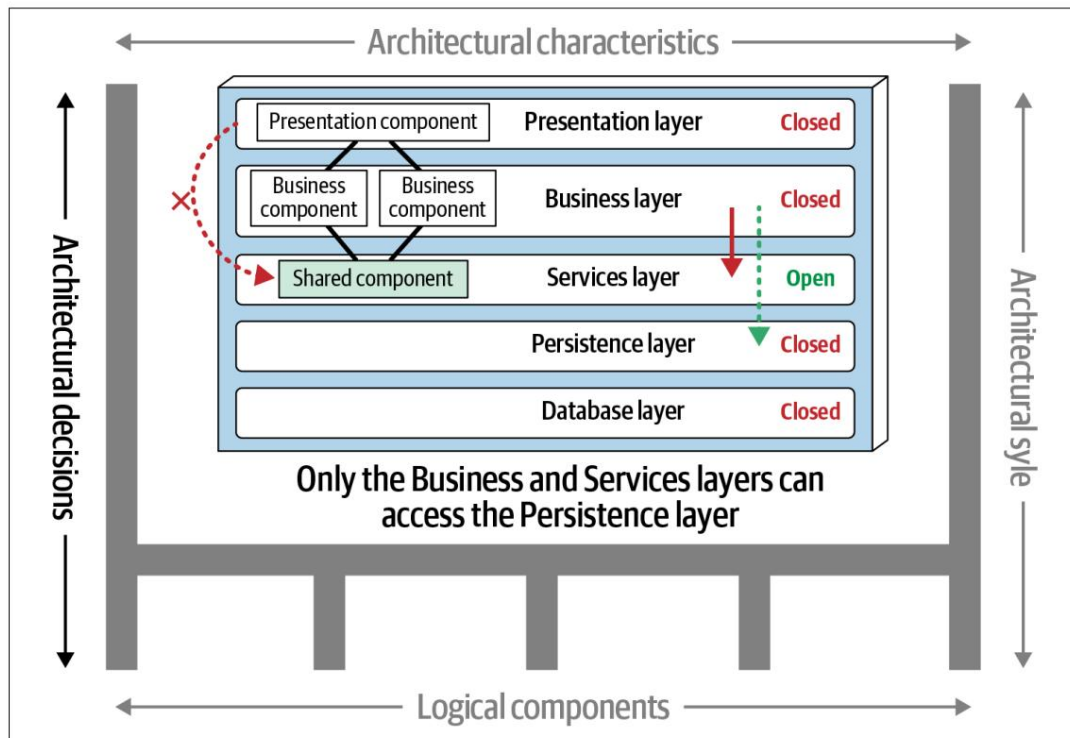 Architectural characteristics
Presentation component
Presentation layer
Closed
Business
component
Business
component
Business layer
Closed
Shared component
Services layer
Open
Persistence layer
Closed
Database layer
Closed
Only the Business and Services layers can
access the Persistence layer
Architectural decisions
Architectural syle
Logical components